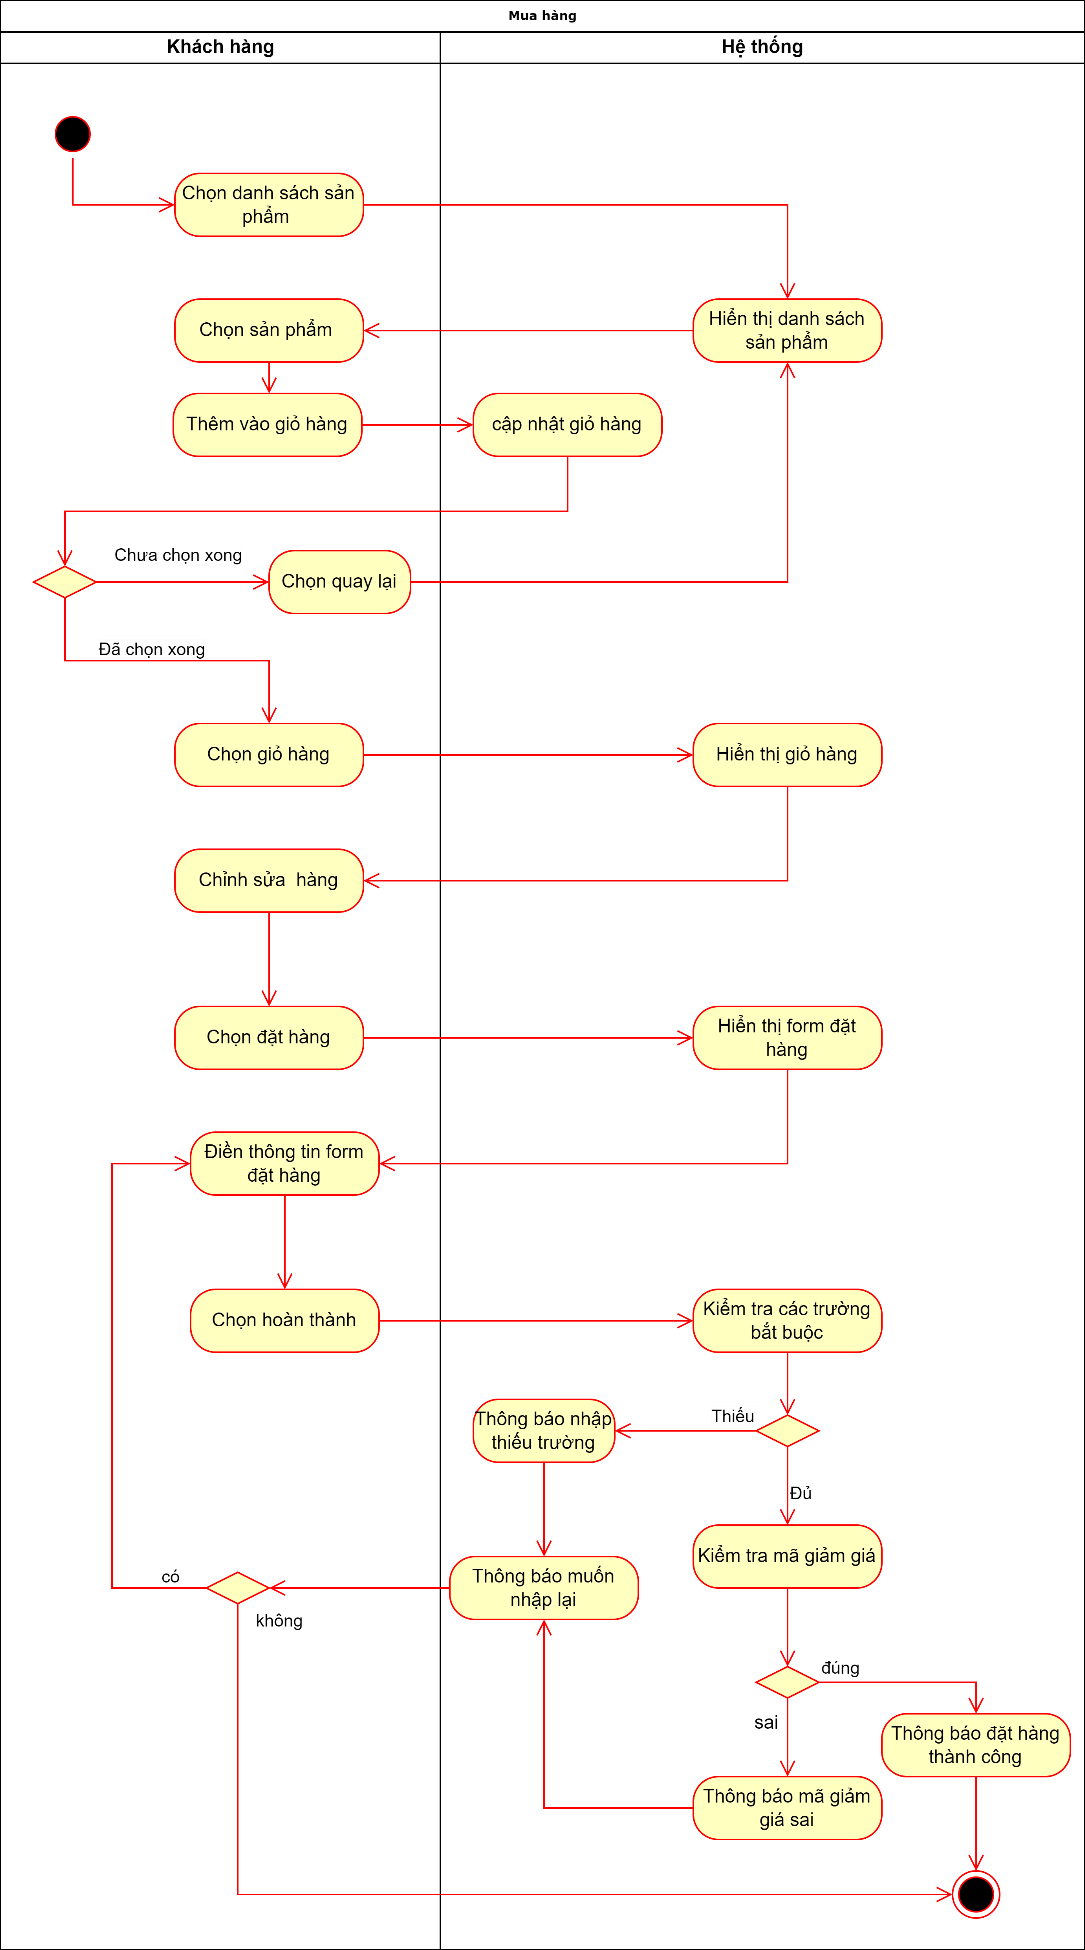 Mua hàng
Khách hàng
Hệ thống
Chọn danh sách sản
phẩm
Chọn sản phẩm
Hiển thị danh sách
sản phẩm
Thêm vào giỏ hàng
cập nhật giỏ hàng
Chưa chọn xong
Chọn quay lại
Đã chọn xong
Chọn giỏ hàng
Hiển thị giỏ hàng
Chỉnh sửa  hàng
Chọn đặt hàng
Hiển thị form đặt
hàng
Điền thông tin form
đặt hàng
Chọn hoàn thành
Kiểm tra các trường
bắt buộc
Thông báo nhập
thiếu trường
Thiếu
Đủ
Kiểm tra mã giảm giá
Thông báo muốn
nhập lại
có
không
đúng
sai
Thông báo đặt hàng
thành công
Thông báo mã giảm
giá sai